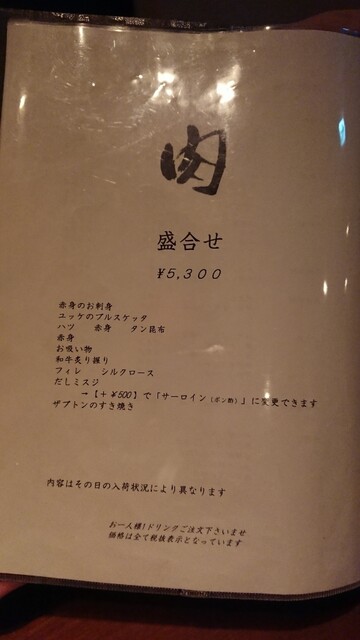 肉
盛合せ
¥5,300
赤身のお刺身
ユッケのブルスケッタ
ハツ 赤身 タン昆布
赤身
お吸い物
和牛炙り握り
フィレ シルクロース
だしミスジ
→【+¥500】で「サーロイン(ポン酢)」に変更できます
ザブトンのすき焼き
内容はその日の入荷状況により異なります
お一人様1ドリンクご注文下さいませ
価格は全て税抜表示となっています